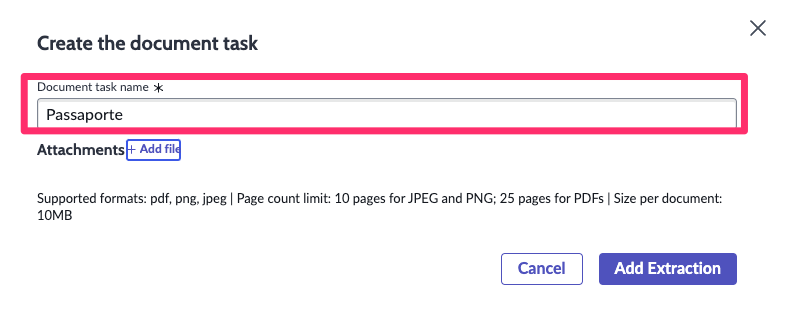 Create the document task
Document task name *
Passaporte
Attachments + Add file
Supported formats: pdf, png, jpeg | Page count limit: 10 pages for JPEG and PNG; 25 pages for PDFs | Size per document:
10MB
Cancel Add Extraction